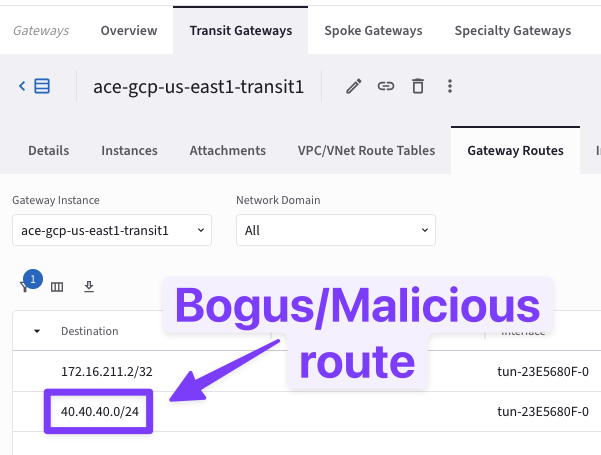 Gateways Overview Transit Gateways Spoke Gateways Specialty Gateways
ace-gcp-us-east1-transit1
Details Instances Attachments VPC/VNet Route Tables Gateway Routes
Gateway Instance Network Domain
ace-gcp-us-east1-transit1 All
1
Bogus/Malicious
route
Destination Interface
172.16.211.2/32 tun-23E5680F-0
40.40.40.0/24 tun-23E5680F-0